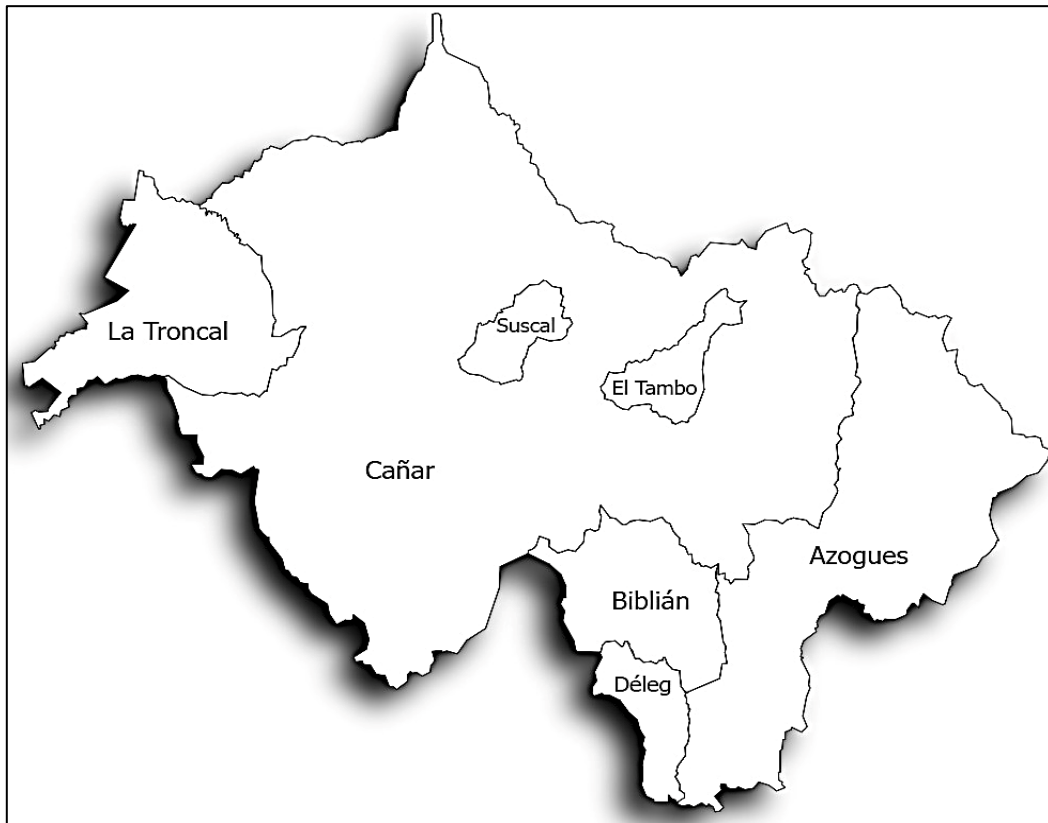 Suscal
La Troncal
El Tambo
Cañar
Azogues
Biblián
Déleg